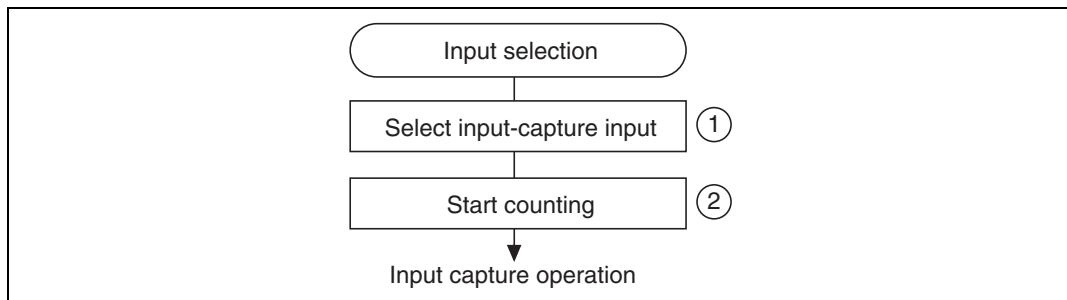 Input selection
Select input-capture input
1
Start counting
2
Input capture operation